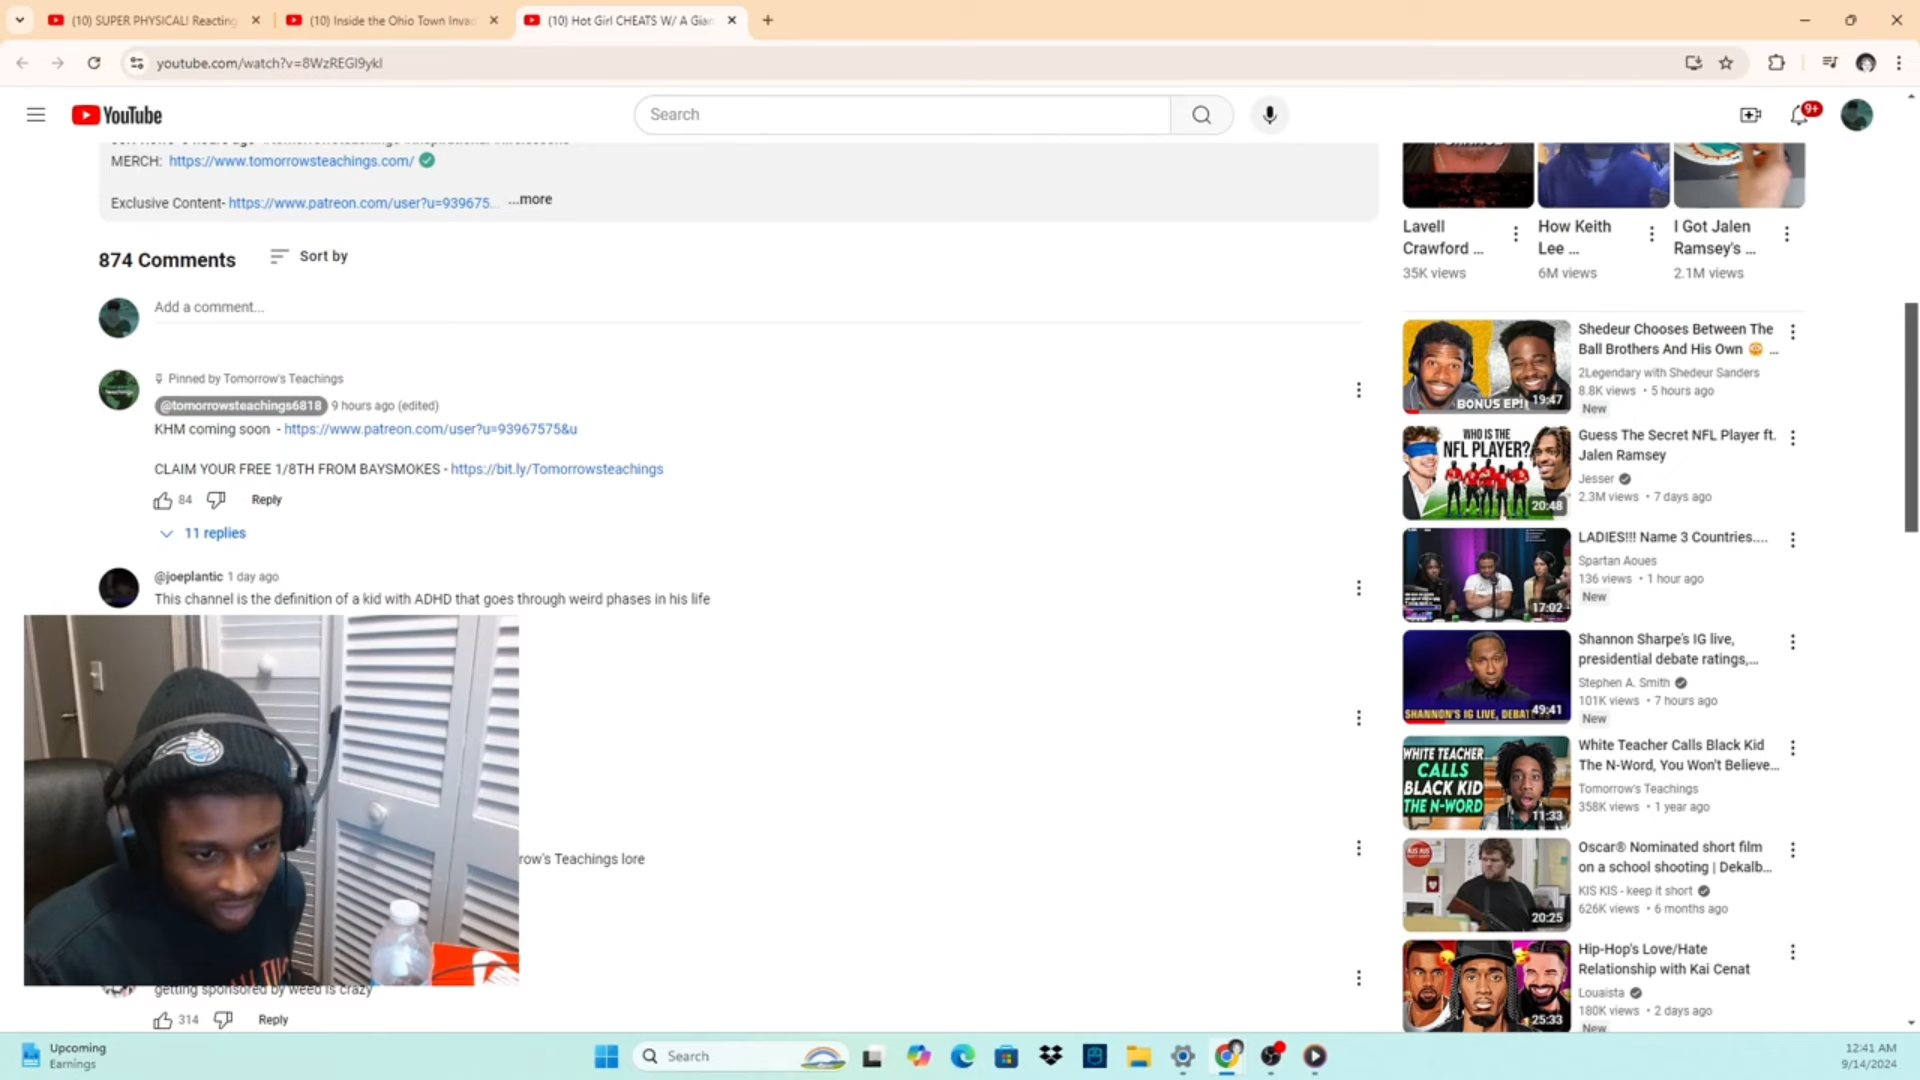 (10) SUPER PHYSICAL! Reacting
(10) Inside the Ohio Town Inva
(10) Hot Girl CHEATS W/ A Gian
youtube.com/watch?v=8WzREGI9ykI
YouTube
Search
9+
MERCH: https://www.tomorrowsteachings.com/
Exclusive Content- https://www.patreon.com/user?u=939675... ...more
874 Comments
Sort by
Add a comment...
Pinned by Tomorrow's Teachings
@tomorrowsteachings6818 9 hours ago (edited)
KHM coming soon - https://www.patreon.com/user?u=93967575&u
CLAIM YOUR FREE 1/8TH FROM BAYSMOKES - https://bit.ly/Tomorrowsteachings
84 Reply
11 replies
@joeplantic 1 day ago
This channel is the definition of a kid with ADHD that goes through weird phases in his life
row's Teachings lore
getting sponsored by weed is crazy
314 Reply
Lavell
Crawford ...
35K views
How Keith
Lee ...
6M views
I Got Jalen
Ramsey's ...
2.1M views
BONUS EP!
19:47
Shedeur Chooses Between The
Ball Brothers And His Own 🤯 ...
2Legendary with Shedeur Sanders
8.8K views • 5 hours ago
New
WHO IS THE
NFL PLAYER?
20:48
Guess The Secret NFL Player ft.
Jalen Ramsey
Jesser
2.3M views • 7 days ago
17:02
LADIES!!! Name 3 Countries....
Spartan Aoues
136 views • 1 hour ago
New
SHANNON'S IG LIVE, DEBAT
49:41
Shannon Sharpe's IG live,
presidential debate ratings,...
Stephen A. Smith
101K views • 7 hours ago
New
WHITE TEACHER
CALLS
BLACK KID
THE N-WORD
11:33
White Teacher Calls Black Kid
The N-Word, You Won't Believe...
Tomorrow's Teachings
358K views • 1 year ago
KIS KIS
20:25
Oscar® Nominated short film
on a school shooting | Dekalb...
KIS KIS - keep it short
626K views • 6 months ago
25:33
Hip-Hop's Love/Hate
Relationship with Kai Cenat
Louaista
180K views • 2 days ago
New
Upcoming
Earnings
Search
12:41 AM
9/14/2024